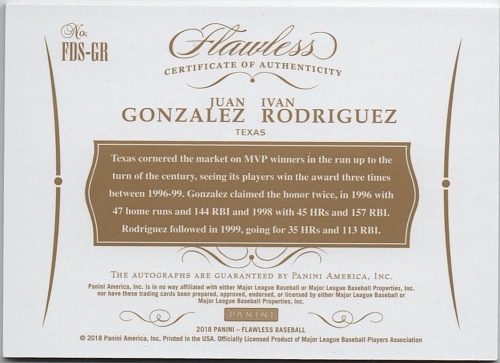 No.
FDS-GR
Flawless
CERTIFICATE OF AUTHENTICITY
JUAN IVAN
GONZALEZ RODRIGUEZ
TEXAS
Texas cornered the market on MVP winners in the run up to the
turn of the century, seeing its players win the award three times
between 1996-99. Gonzalez claimed the honor twice, in 1996 with
47 home runs and 144 RBI and 1998 with 45 HRs and 157 RBI.
Rodriguez followed in 1999, going for 35 HRs and 113 RBI.
THE AUTOGRAPHS ARE GUARANTEED BY PANINI AMERICA, INC.
Panini America, Inc. is in no way affiliated with either Major League Baseball or Major League Baseball Properties, Inc.,
nor have these trading cards been prepared, approved, endorsed, or licensed by either Major League Baseball or
Major League Baseball Properties, Inc.
PANINI
2018 PANINI – FLAWLESS BASEBALL
© 2018 Panini America, Inc. Printed in the USA. Officially Licensed Product of Major League Baseball Players Association